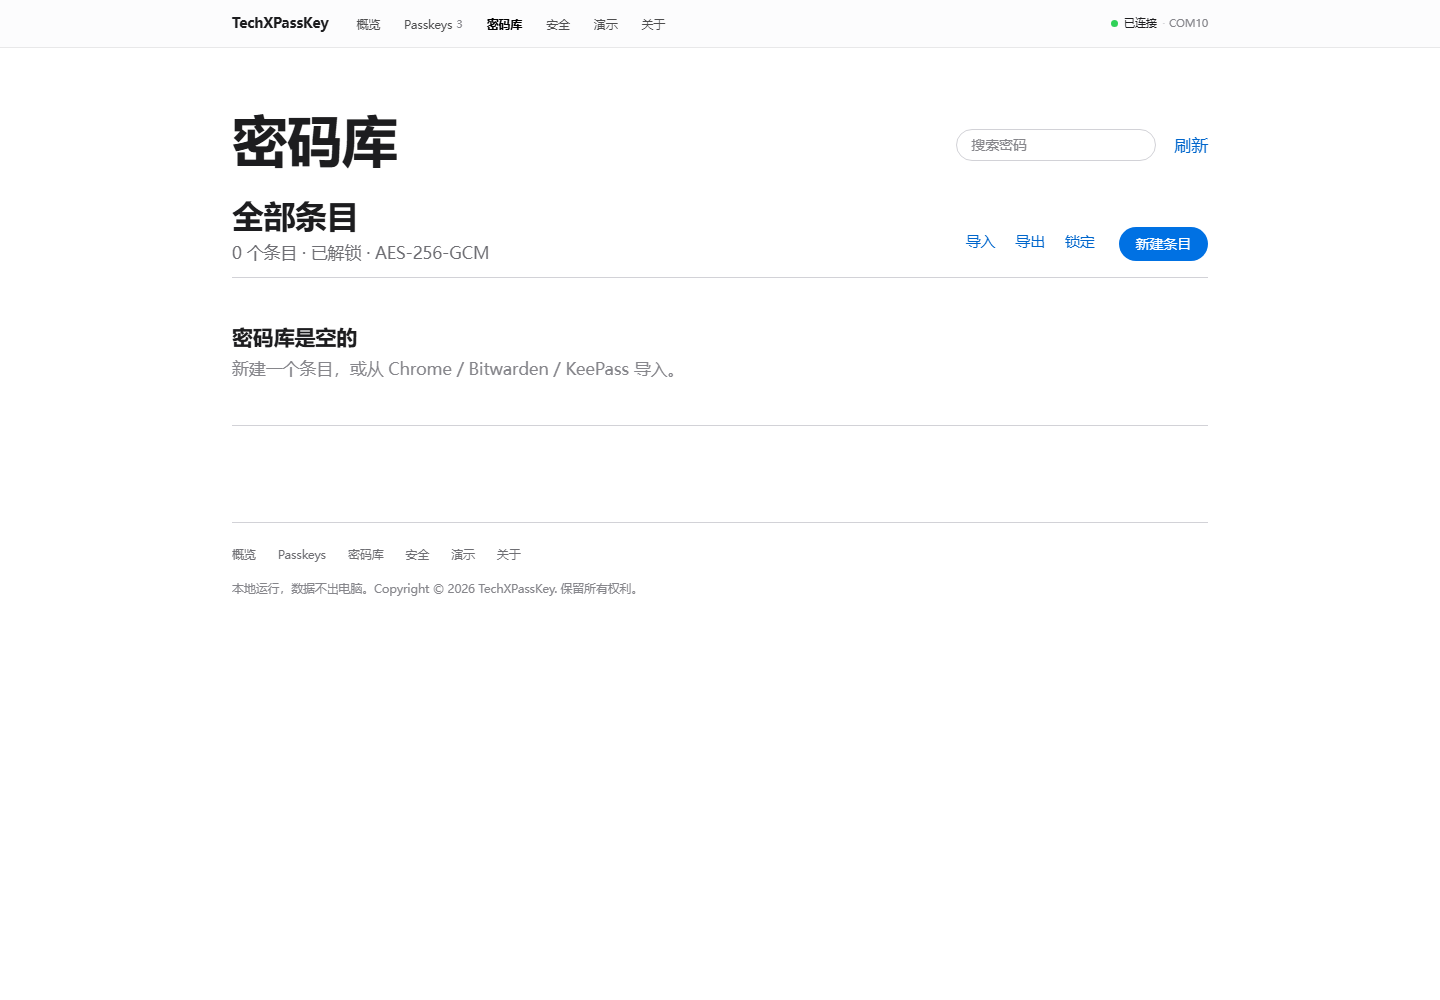 TechXPassKey 概览 Passkeys 3 密码库 安全 演示 关于 已连接 · COM10
密码库
搜索密码 刷新
全部条目
0 个条目 · 已解锁 · AES-256-GCM
导入 导出 锁定 新建条目
密码库是空的
新建一个条目，或从 Chrome / Bitwarden / KeePass 导入。
概览 Passkeys 密码库 安全 演示 关于
本地运行，数据不出电脑。Copyright © 2026 TechXPassKey. 保留所有权利。